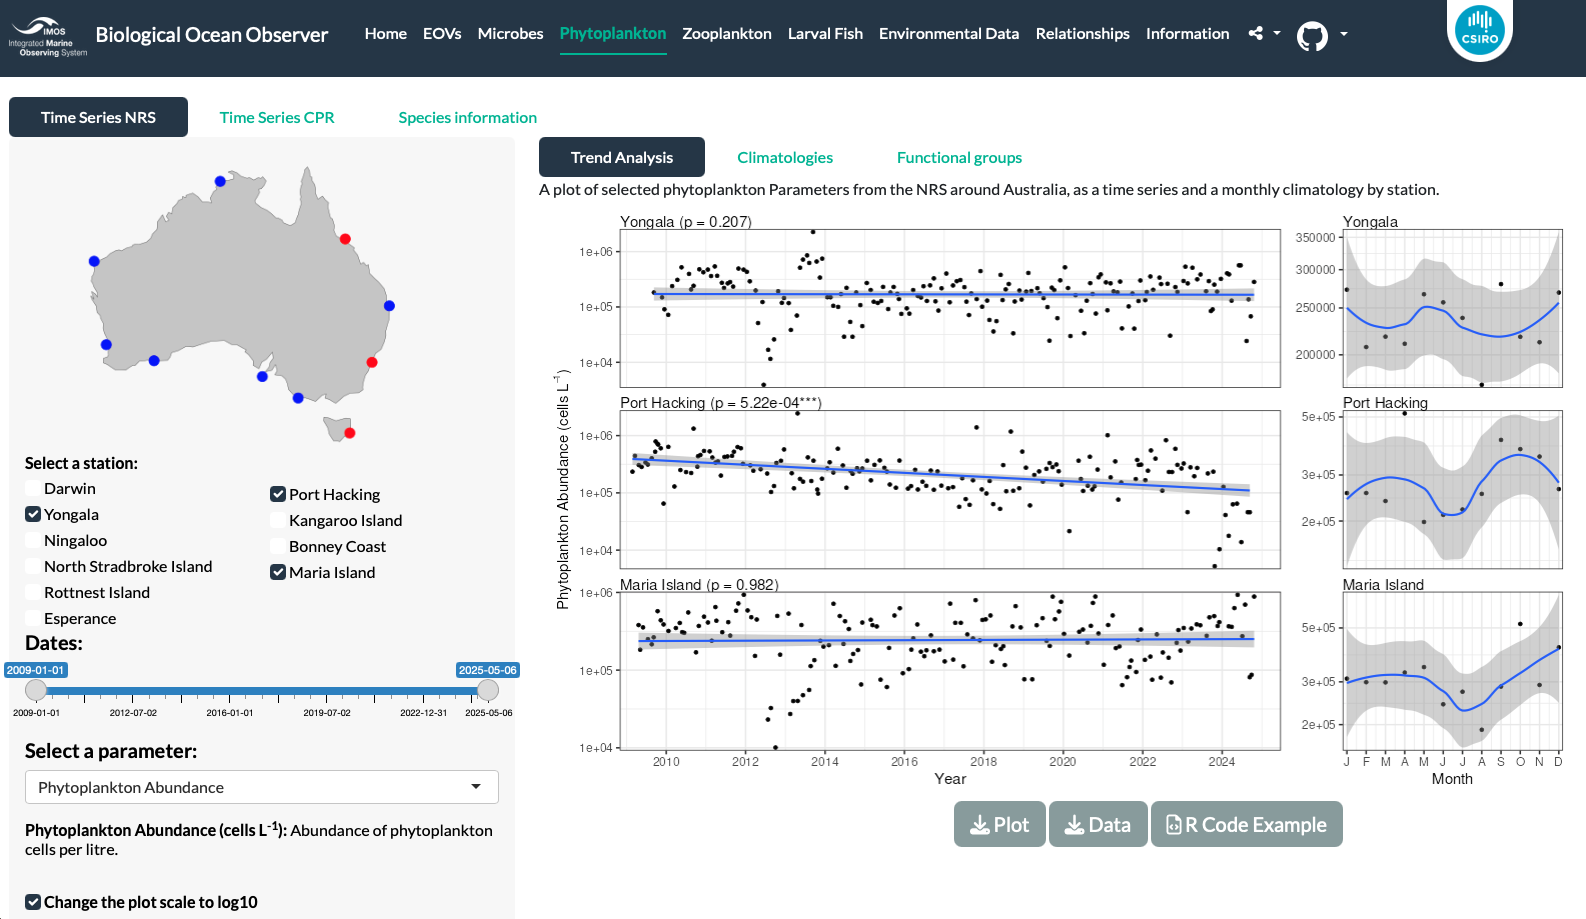 IMOS
Integrated Marine
Observing System
Biological Ocean Observer
Home EOVs Microbes Phytoplankton Zooplankton Larval Fish Environmental Data Relationships Information
CSIRO
Time Series NRS Time Series CPR Species information
Trend Analysis Climatologies Functional groups
A plot of selected phytoplankton Parameters from the NRS around Australia, as a time series and a monthly climatology by station.
Select a station:
Darwin
Yongala
Ningaloo
North Stradbroke Island
Rottnest Island
Esperance
Port Hacking
Kangaroo Island
Bonney Coast
Maria Island
Dates:
2009-01-01 2025-05-06
2009-01-01 2012-07-02 2016-01-01 2019-07-02 2022-12-31 2025-05-06
Select a parameter:
Phytoplankton Abundance
Phytoplankton Abundance (cells L-1): Abundance of phytoplankton
cells per litre.
Change the plot scale to log10
Phytoplankton Abundance (cells L-1)
Yongala (p = 0.207)
1e+06
1e+05
1e+04
Port Hacking (p = 5.22e-04***)
1e+06
1e+05
1e+04
Maria Island (p = 0.982)
1e+06
1e+05
1e+04
2010 2012 2014 2016 2018 2020 2022 2024
Year
Yongala
350000
300000
250000
200000
Port Hacking
5e+05
3e+05
2e+05
Maria Island
5e+05
3e+05
2e+05
J F M A M J J A S O N D
Month
Plot Data R Code Example